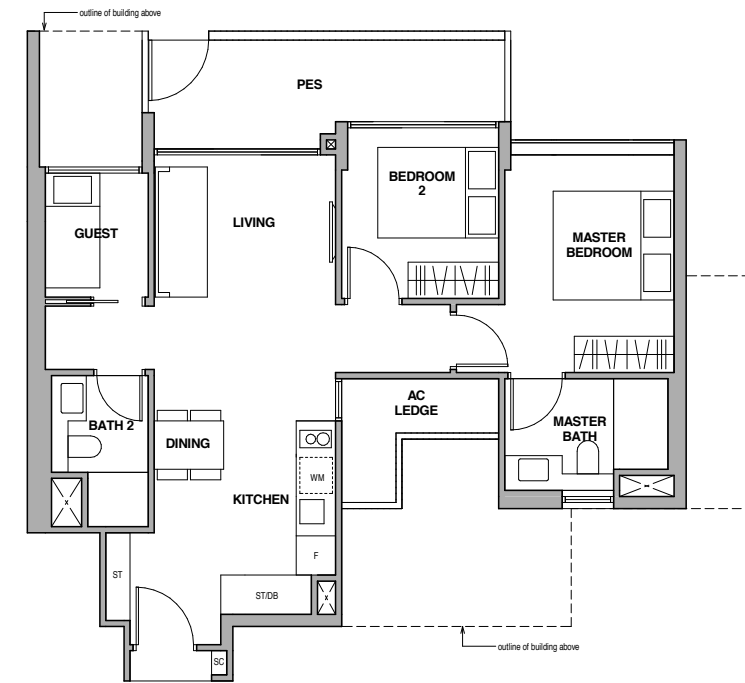 outline of building above
PES
BEDROOM
2
GUEST
LIVING
MASTER
BEDROOM
AC
LEDGE
BATH 2
DINING
MASTER
BATH
WM
KITCHEN
x
F
ST
ST/DB
x
outline of building above
SC